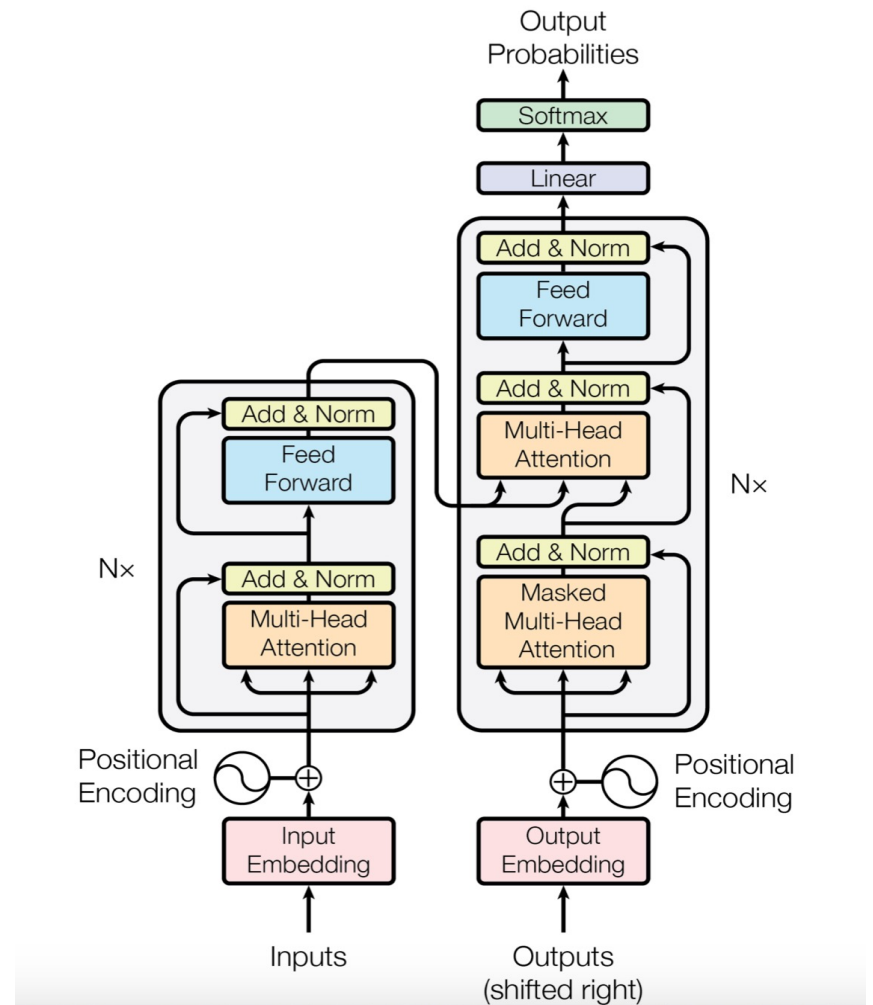 Output
Probabilities
Softmax
Linear
Add & Norm
Feed
Forward
Add & Norm
Multi-Head
Attention
Add & Norm
Masked
Multi-Head
Attention
N×
Add & Norm
Feed
Forward
Add & Norm
Multi-Head
Attention
N×
Positional
Encoding
Positional
Encoding
Input
Embedding
Output
Embedding
Inputs
Outputs
(shifted right)